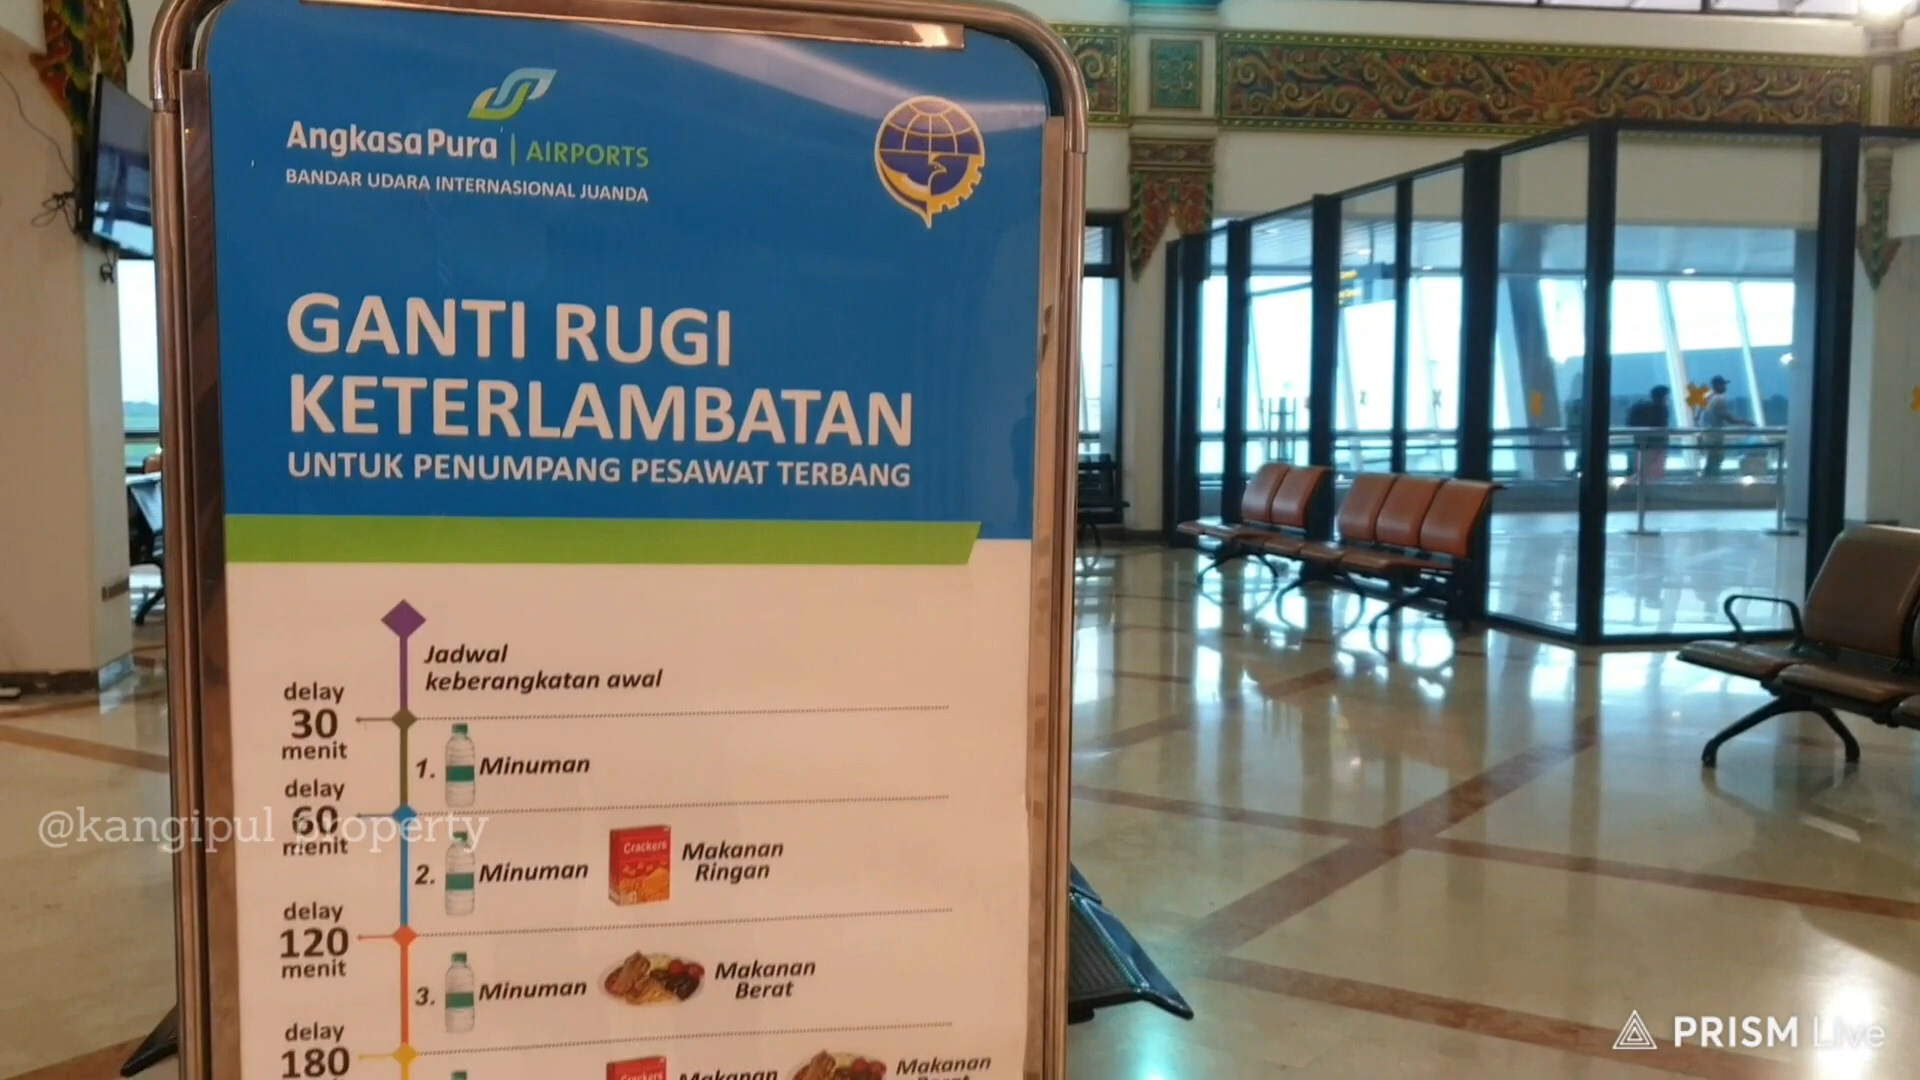 Angkasa Pura | AIRPORTS
BANDAR UDARA INTERNASIONAL JUANDA
GANTI RUGI
KETERLAMBATAN
UNTUK PENUMPANG PESAWAT TERBANG
Jadwal
keberangkatan awal
delay
30
menit
1. Minuman
delay
60
menit
@kangipul property
2. Minuman
Crackers
Makanan
Ringan
delay
120
menit
3. Minuman
Makanan
Berat
delay
180
Crackers
Makanan
Makanan
PRISM Live